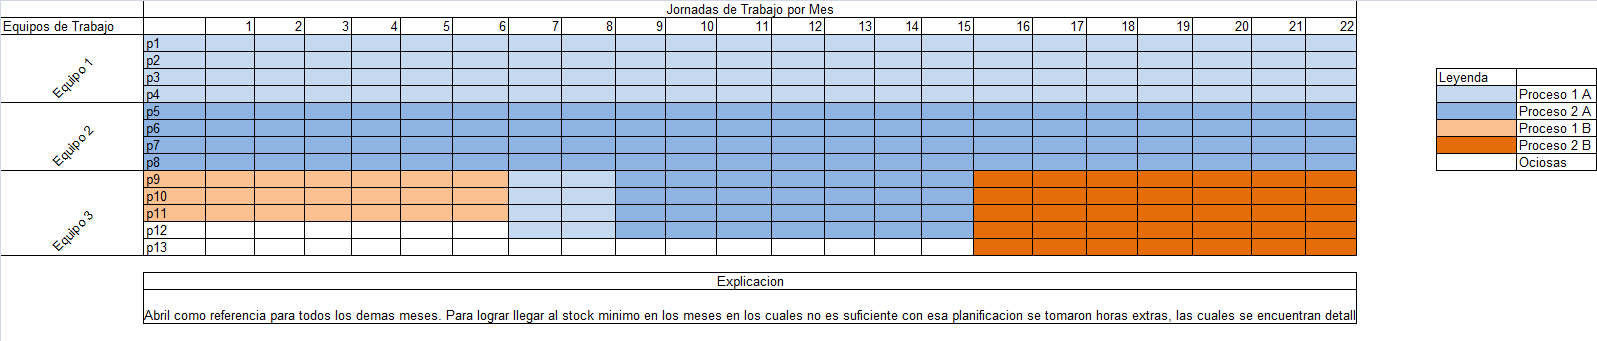 Jornadas de Trabajo por Mes
Equipos de Trabajo 1 2 3 4 5 6 7 8 9 10 11 12 13 14 15 16 17 18 19 20 21 22
Equipo 1
p1
p2
p3
p4
Equipo 2
p5
p6
p7
p8
Equipo 3
p9
p10
p11
p12
p13
Leyenda
Proceso 1 A
Proceso 2 A
Proceso 1 B
Proceso 2 B
Ociosas
Explicacion
Abril como referencia para todos los demas meses. Para lograr llegar al stock minimo en los meses en los cuales no es suficiente con esa planificacion se tomaron horas extras, las cuales se encuentran detall